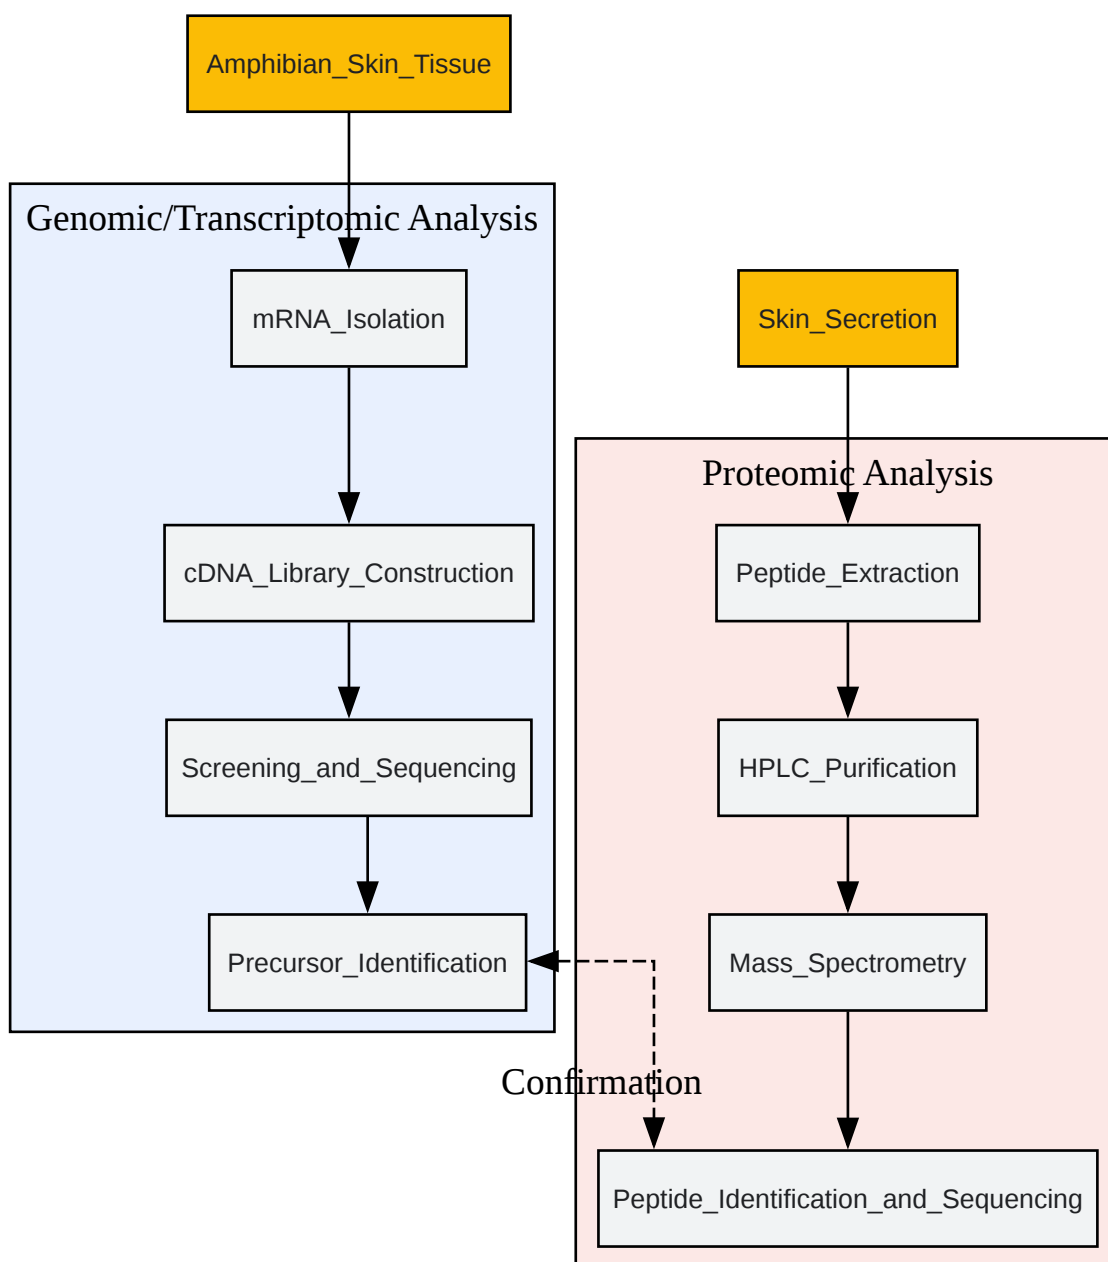 Amphibian_Skin_Tissue
Genomic/Transcriptomic Analysis
mRNA_Isolation
cDNA_Library_Construction
Screening_and_Sequencing
Precursor_Identification
Skin_Secretion
Proteomic Analysis
Peptide_Extraction
HPLC_Purification
Mass_Spectrometry
Confirmation
Peptide_Identification_and_Sequencing